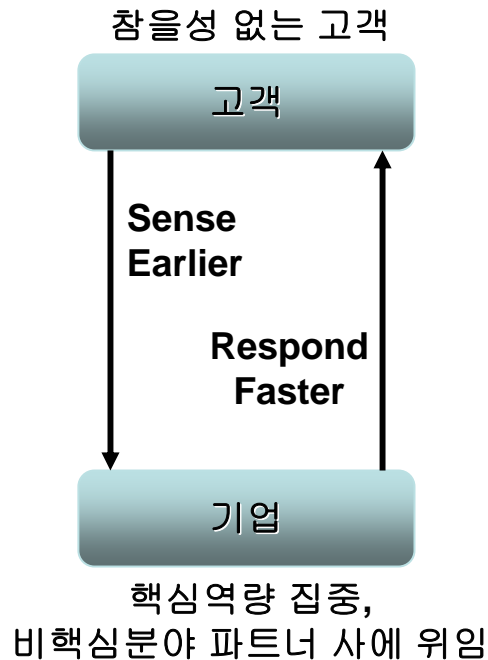 참을성 없는 고객
고객
Sense
Earlier
Respond
Faster
기업
핵심역량 집중,
비핵심분야 파트너 사에 위임